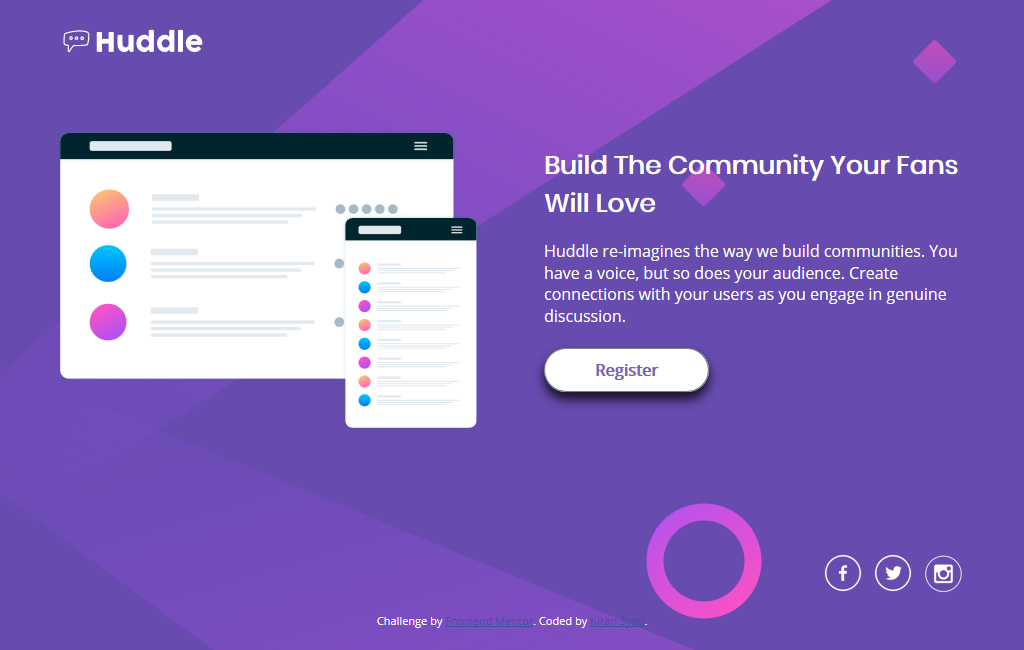 Huddle
Build The Community Your Fans
Will Love
Huddle re-imagines the way we build communities. You
have a voice, but so does your audience. Create
connections with your users as you engage in genuine
discussion.
Register
Challenge by Frontend Mentor. Coded by Kiran Syed.